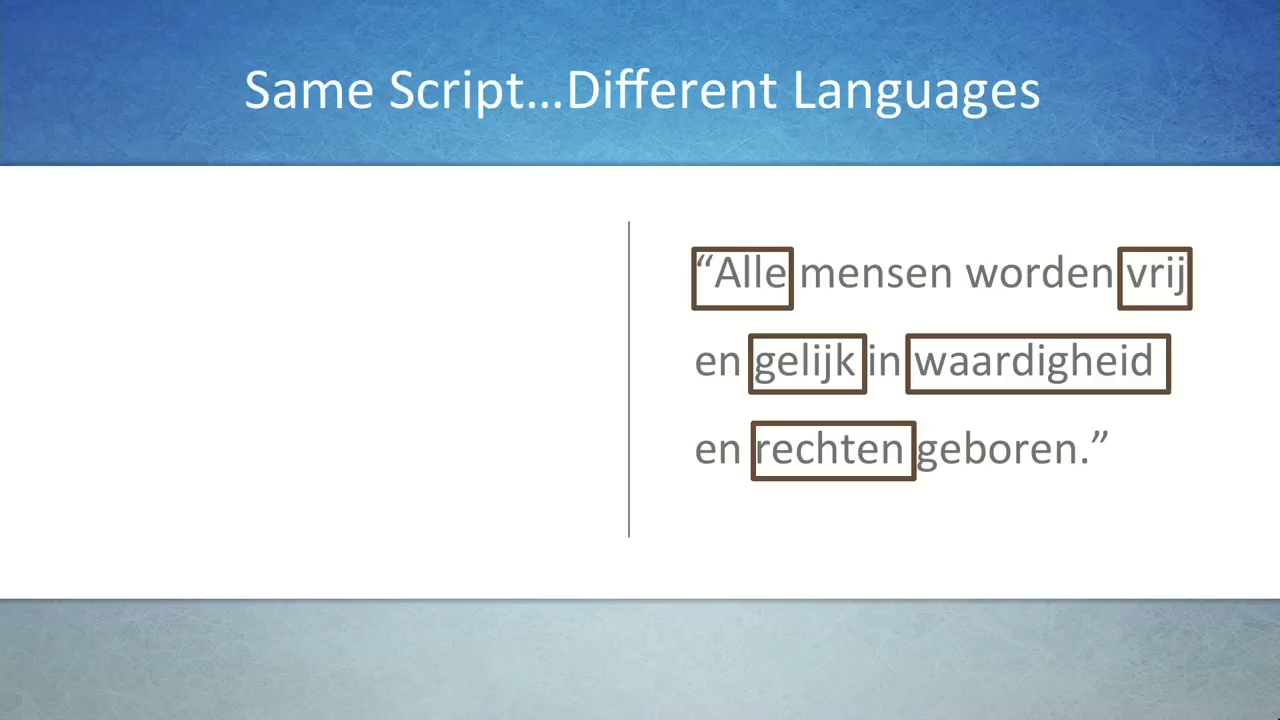 Same Script...Different Languages
“Alle mensen worden vrij
en gelijk in waardigheid
en rechten geboren.”